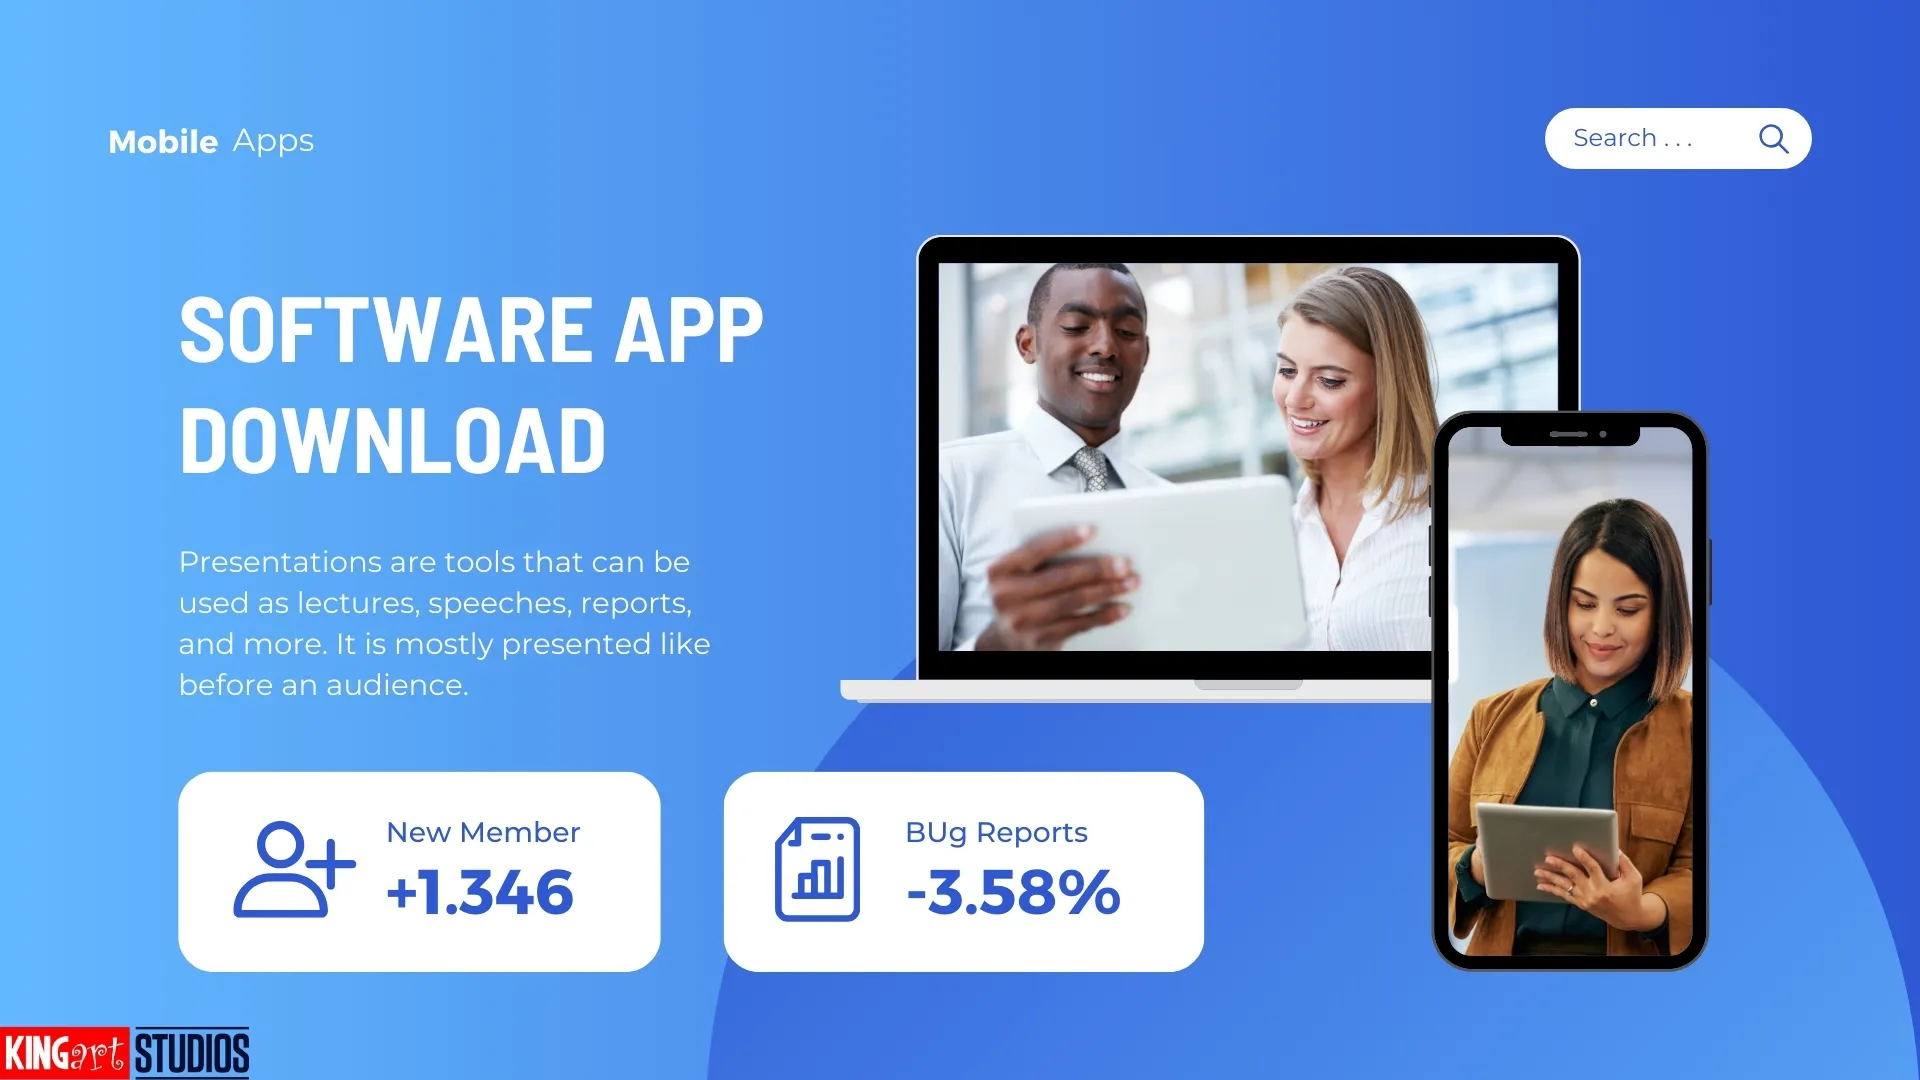 Mobile Apps
Search . . .
SOFTWARE APP
DOWNLOAD
Presentations are tools that can be
used as lectures, speeches, reports,
and more. It is mostly presented like
before an audience.
New Member
+1.346
BUg Reports
-3.58%
KINGart STUDIOS